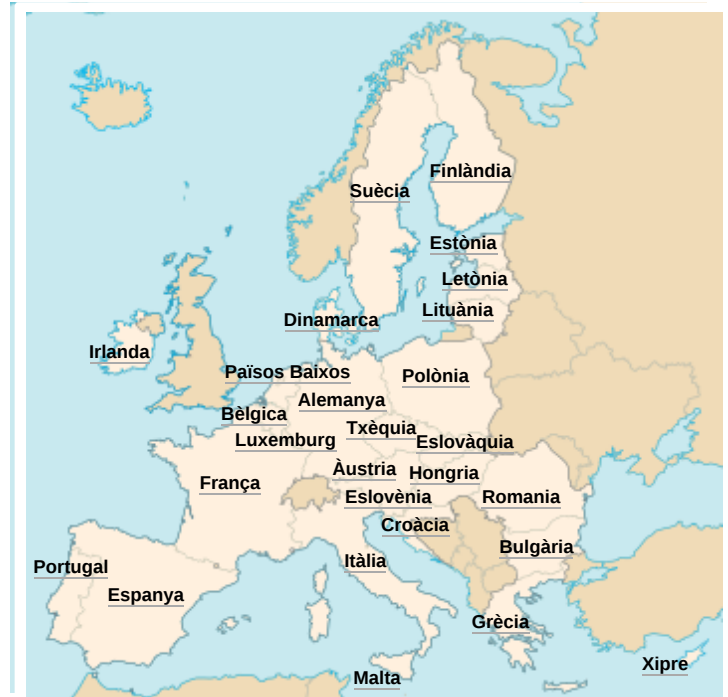 Finlàndia
Suècia
Estònia
Letònia
Lituània
Dinamarca
Irlanda
Països Baixos
Polònia
Alemanya
Bèlgica
Txèquia
Luxemburg
Eslovàquia
Àustria
Hongria
França
Eslovènia
Romania
Croàcia
Bulgària
Itàlia
Portugal
Espanya
Grècia
Xipre
Malta